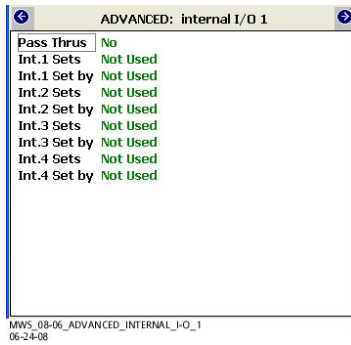 ADVANCED: internal I/O 1
Pass Thrus No
Int.1 Sets Not Used
Int.1 Set by Not Used
Int.2 Sets Not Used
Int.2 Set by Not Used
Int.3 Sets Not Used
Int.3 Set by Not Used
Int.4 Sets Not Used
Int.4 Set by Not Used
MWS_08-06_ADVANCED_INTERNAL_I-O_1
06-24-08